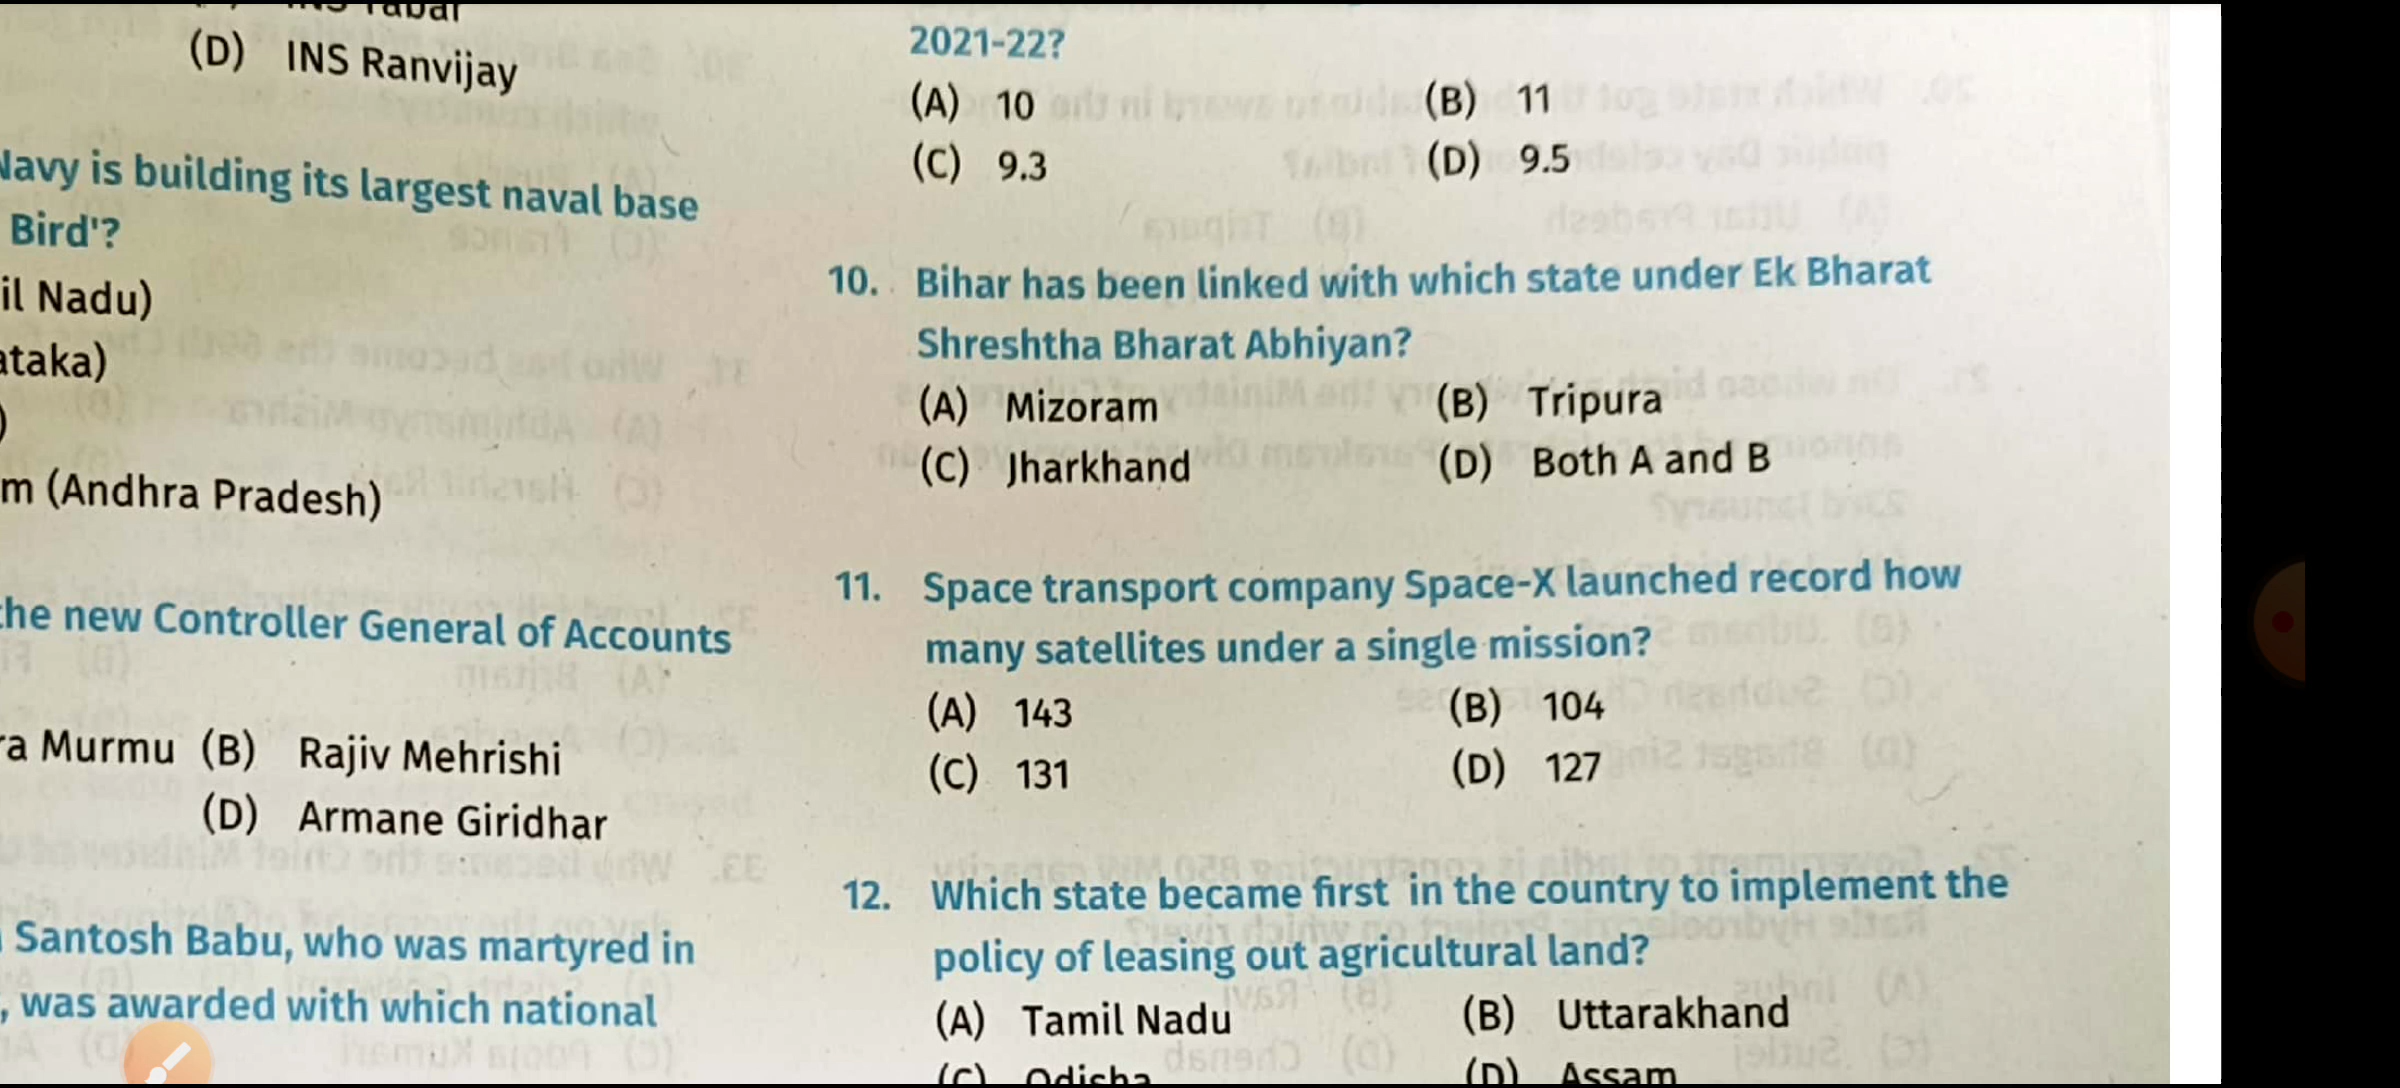 (D) INS Ranvijay
Navy is building its largest naval base
Bird'?
il Nadu)
ataka)
)
m (Andhra Pradesh)
the new Controller General of Accounts
ra Murmu (B) Rajiv Mehrishi
(D) Armane Giridhar
Santosh Babu, who was martyred in
, was awarded with which national
2021-22?
(A) 10 (B) 11
(C) 9.3 (D) 9.5
10. Bihar has been linked with which state under Ek Bharat
Shreshtha Bharat Abhiyan?
(A) Mizoram (B) Tripura
(C) Jharkhand (D) Both A and B
11. Space transport company Space-X launched record how
many satellites under a single mission?
(A) 143 (B) 104
(C) 131 (D) 127
12. Which state became first in the country to implement the
policy of leasing out agricultural land?
(A) Tamil Nadu (B) Uttarakhand
(C) Odisha (D) Assam